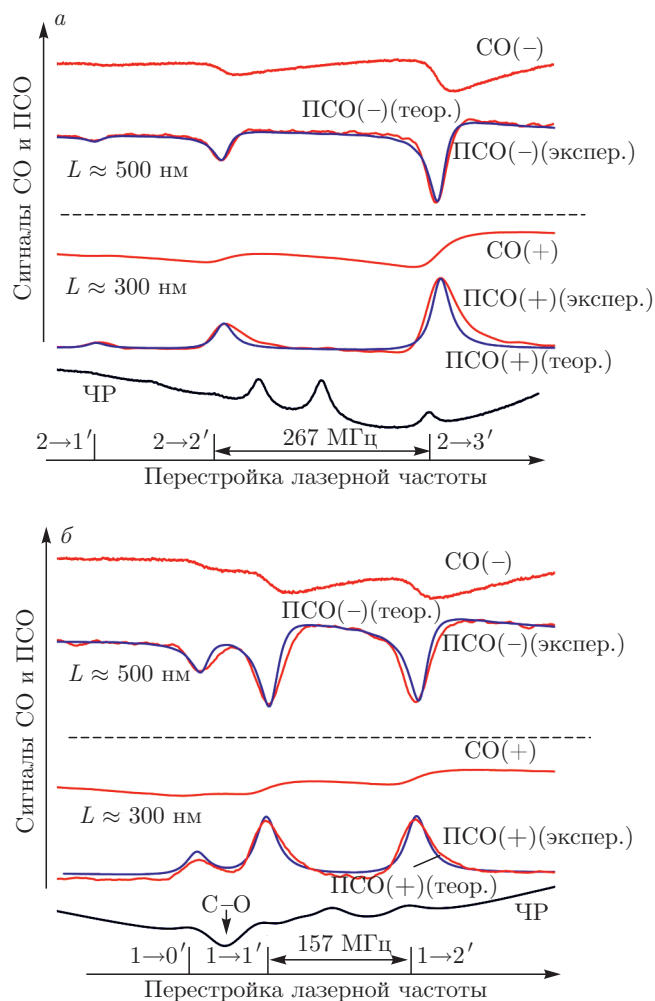 а
СО(−)
ПСО(−)(теор.)
ПСО(−)(экспер.)
L ≈ 500 нм
СО(+)
L ≈ 300 нм
ПСО(+)(экспер.)
ПСО(+)(теор.)
ЧР
2→1′
2→2′
267 МГц
2→3′
Перестройка лазерной частоты
Сигналы СО и ПСО
б
СО(−)
ПСО(−)(теор.)
ПСО(−)(экспер.)
L ≈ 500 нм
СО(+)
L ≈ 300 нм
ПСО(+)(экспер.)
ПСО(+)(теор.)
С–О
ЧР
1→0′
1→1′
157 МГц
1→2′
Перестройка лазерной частоты
Сигналы СО и ПСО